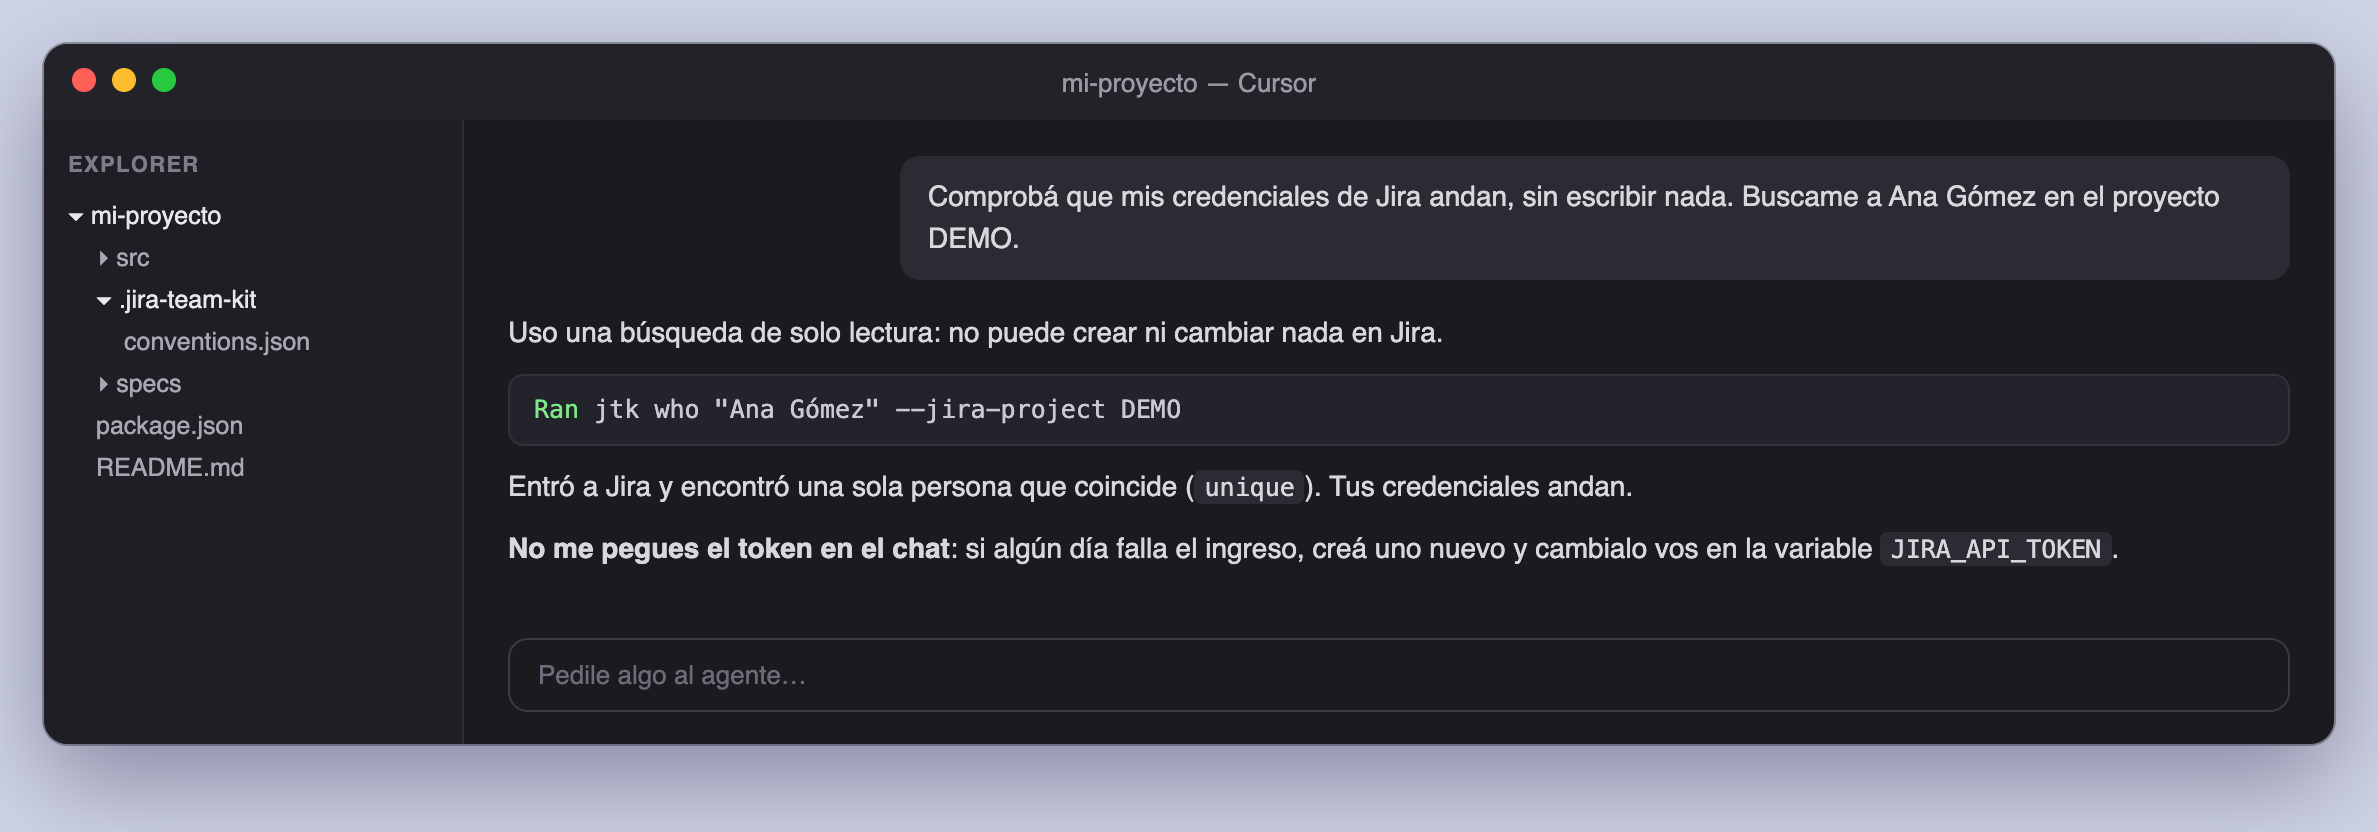 mi-proyecto — Cursor
EXPLORER
mi-proyecto
src
.jira-team-kit
conventions.json
specs
package.json
README.md
Comprobá que mis credenciales de Jira andan, sin escribir nada. Buscame a Ana Gómez en el proyecto
DEMO.
Uso una búsqueda de solo lectura: no puede crear ni cambiar nada en Jira.
Ran jtk who "Ana Gómez" --jira-project DEMO
Entró a Jira y encontró una sola persona que coincide (unique). Tus credenciales andan.
No me pegues el token en el chat: si algún día falla el ingreso, creá uno nuevo y cambialo vos en la variable JIRA_API_TOKEN.
Pedile algo al agente…